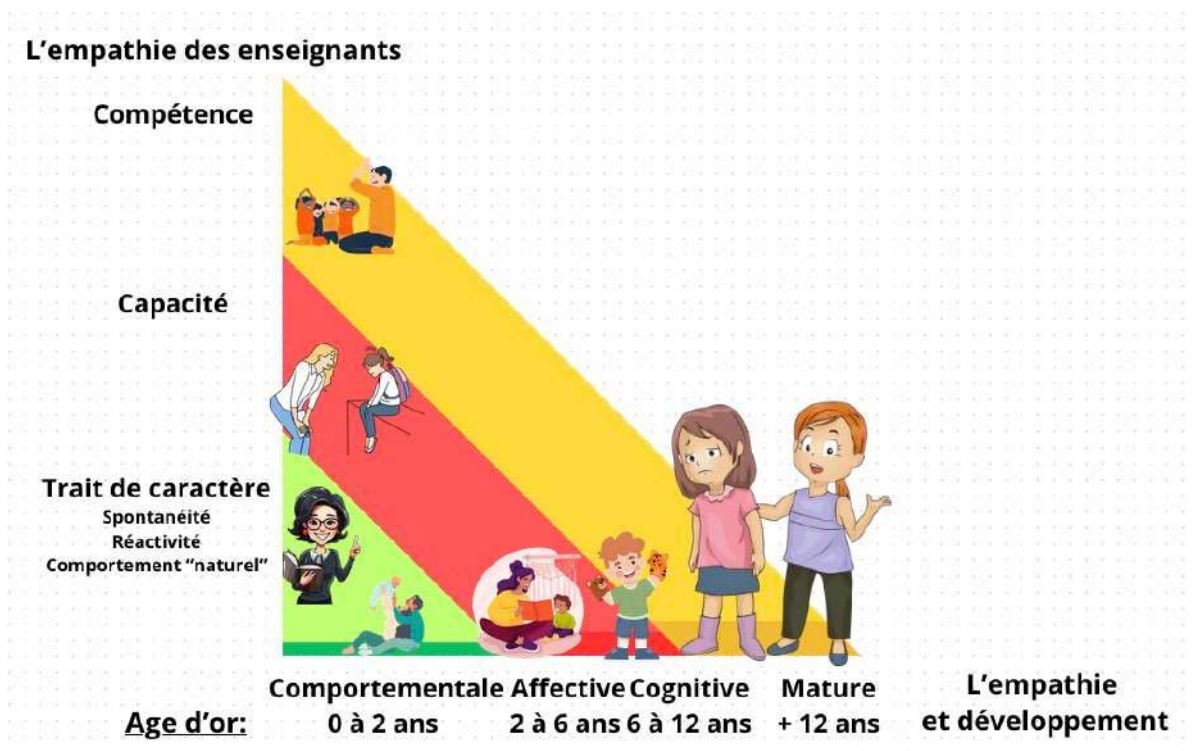 L'empathie des enseignants
Compétence
Capacité
Trait de caractère
Spontanéité
Réactivité
Comportement “naturel”
Comportementale Affective Cognitive Mature
Age d'or: 0 à 2 ans 2 à 6 ans 6 à 12 ans + 12 ans
L'empathie
et développement